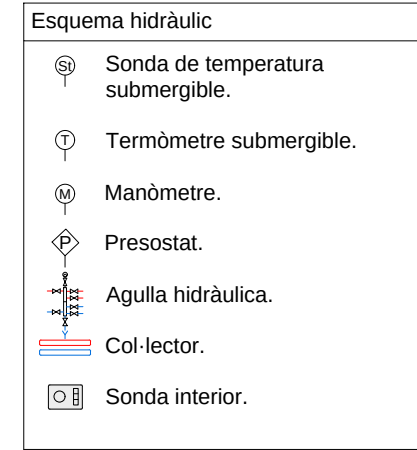 Esquema hidràulic
St
Sonda de temperatura
submergible.
T
Termòmetre submergible.
M
Manòmetre.
P
Presostat.
Agulla hidràulica.
Col·lector.
Sonda interior.